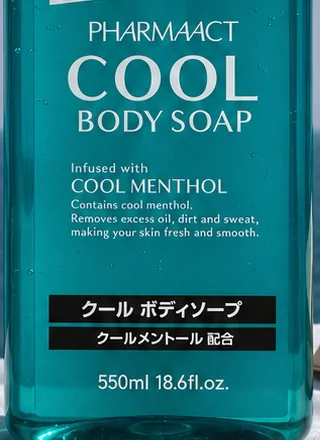 PHARMAACT
COOL
BODY SOAP
Infused with
COOL MENTHOL
Contains cool menthol.
Removes excess oil, dirt and sweat,
making your skin fresh and smooth.
クール ボディソープ
クールメントール 配合
550ml 18.6fl.oz.